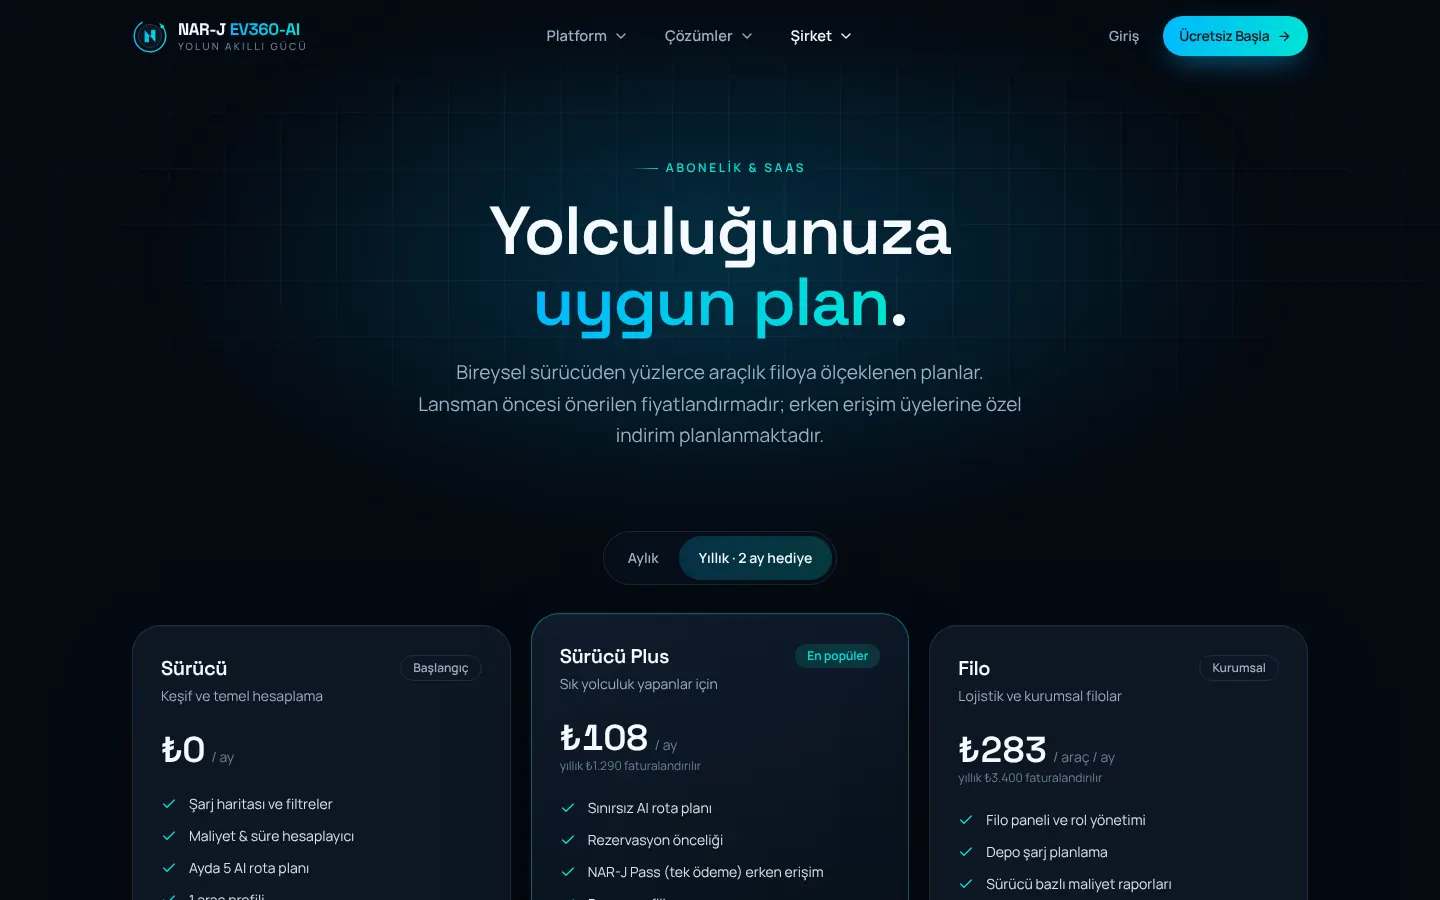 NAR-J EV360-AI
YOLUN AKILLI GÜCÜ
Platform
Çözümler
Şirket
Giriş
Ücretsiz Başla
ABONELİK & SAAS
Yolculuğunuza
uygun plan.
Bireysel sürücüden yüzlerce araçlık filoya ölçeklenen planlar.
Lansman öncesi önerilen fiyatlandırmadır; erken erişim üyelerine özel
indirim planlanmaktadır.
Aylık
Yıllık · 2 ay hediye
Sürücü
Başlangıç
Keşif ve temel hesaplama
₺0 / ay
Şarj haritası ve filtreler
Maliyet & süre hesaplayıcı
Ayda 5 AI rota planı
1 araç profili
Sürücü Plus
En popüler
Sık yolculuk yapanlar için
₺108 / ay
yıllık ₺1.290 faturalandırılır
Sınırsız AI rota planı
Rezervasyon önceliği
NAR-J Pass (tek ödeme) erken erişim
Filo
Kurumsal
Lojistik ve kurumsal filolar
₺283 / araç / ay
yıllık ₺3.400 faturalandırılır
Filo paneli ve rol yönetimi
Depo şarj planlama
Sürücü bazlı maliyet raporları